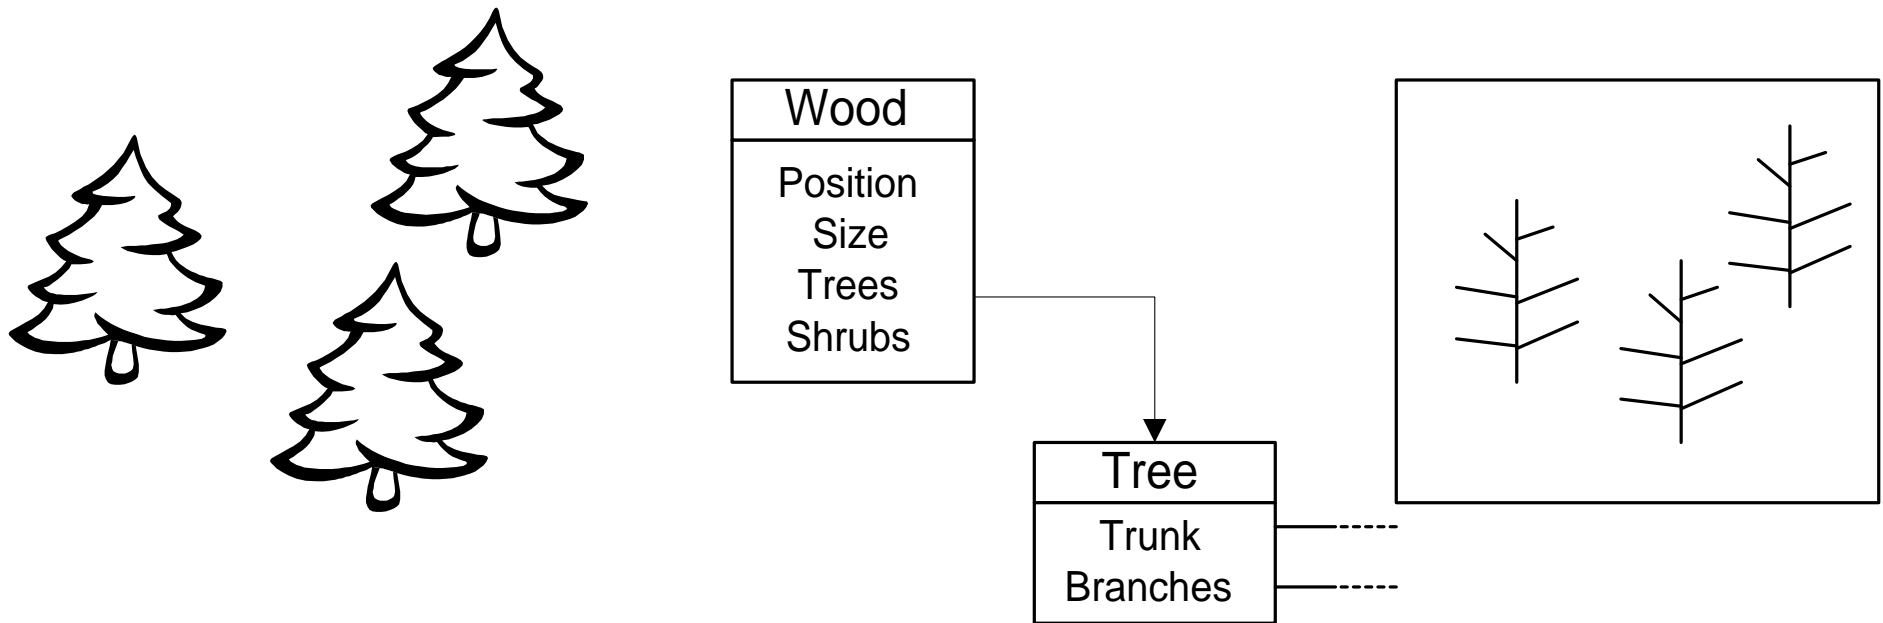 Wood
Position
Size
Trees
Shrubs
Tree
Trunk
Branches